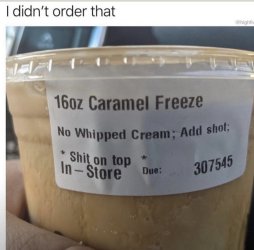 I didn't order that
16oz Caramel Freeze
No Whipped Cream; Add shot;
* Shit on top *
In-Store Due: 307545